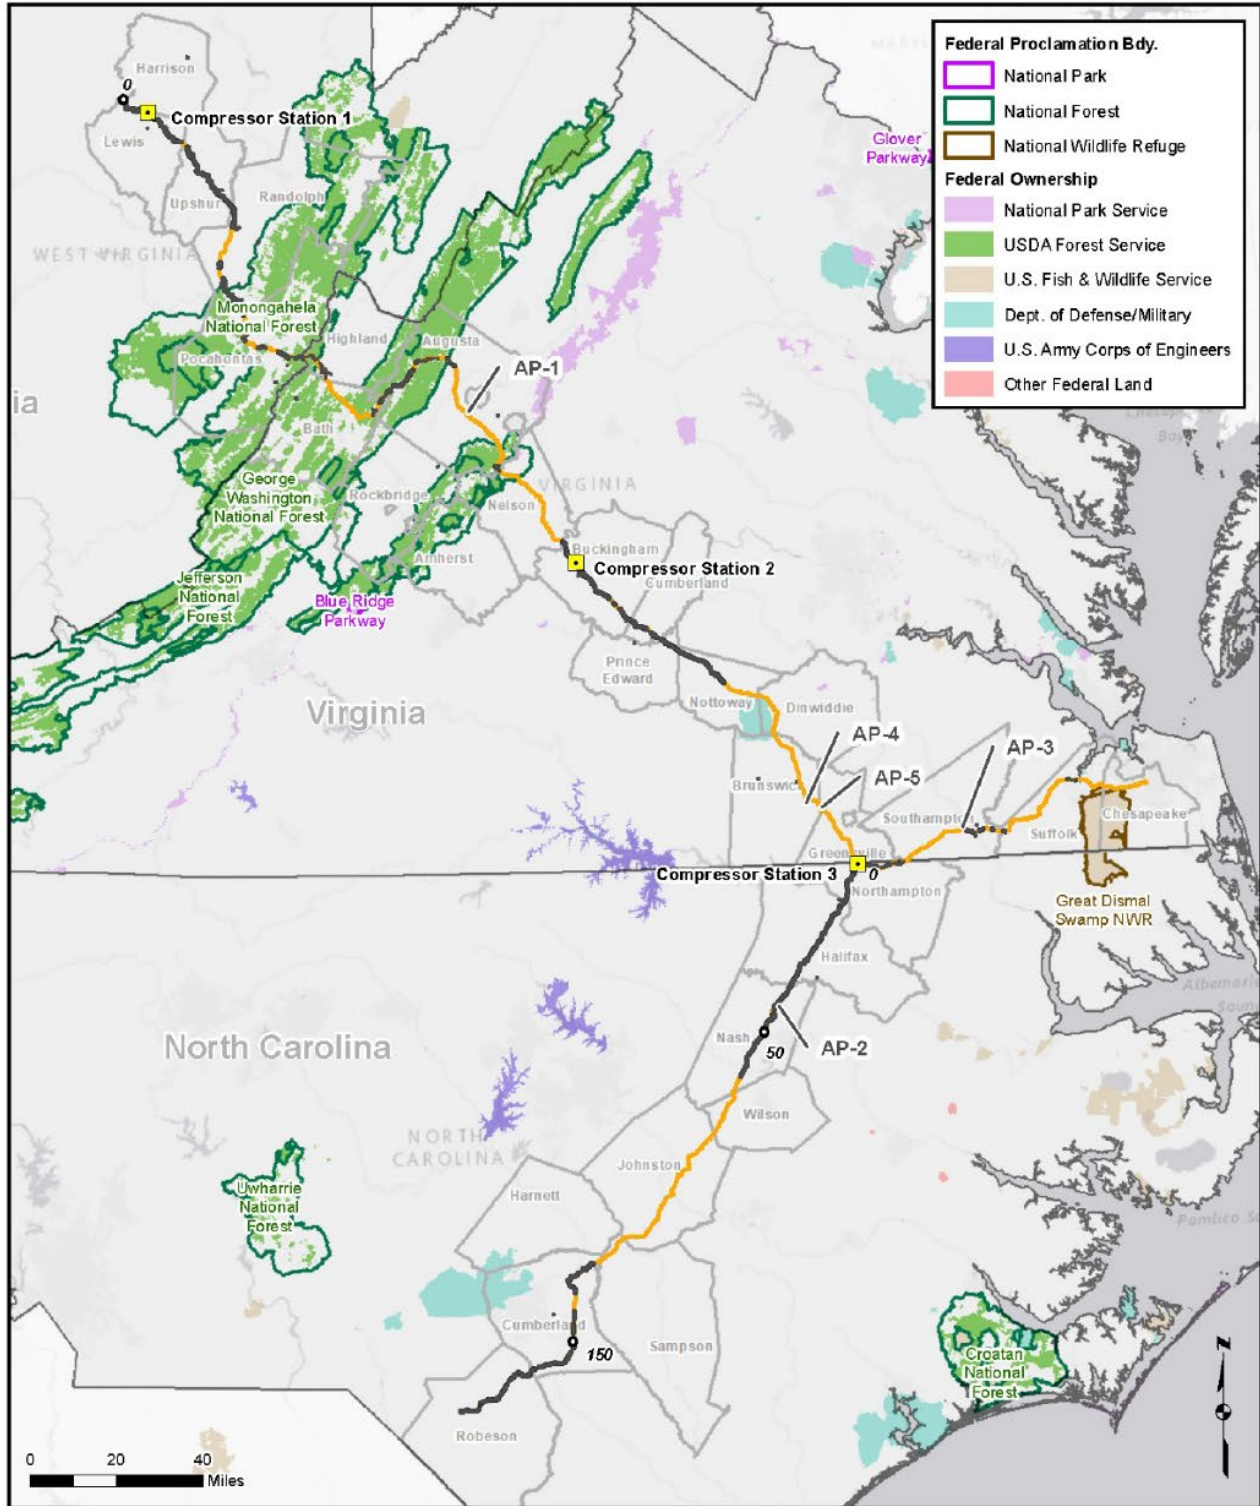 Federal Proclamation Bdy.
National Park
National Forest
National Wildlife Refuge
Federal Ownership
National Park Service
USDA Forest Service
U.S. Fish & Wildlife Service
Dept. of Defense/Military
U.S. Army Corps of Engineers
Other Federal Land
Harrison
0
Compressor Station 1
Lewis
Glover
Parkway
Upshur
Randolph
WEST VIRGINIA
Monongahela
National Forest
Highland
Augusta
Pocahontas
AP-1
ia
Bay
Bath
George
Washington
National Forest
Rockbridge
VIRGINIA
Nelson
Amherst
Buckingham
Compressor Station 2
Cumberland
Jefferson
National
Forest
Blue Ridge
Parkway
Prince
Edward
Virginia
Nottoway
Dinwiddie
AP-4
AP-3
AP-5
Brunswick
Southampton
Chesapeake
Suffolk
Greensville
Compressor Station 3
0
Northampton
Great Dismal
Swamp NWR
Halifax
Albemarle
Soun
North Carolina
Nash
50
AP-2
Wilson
NORTH
CAROLINA
Johnston
Harnett
Uwharrie
National
Forest
Pamlico So
Cumberland
150
Sampson
Croatan
National
Forest
N
Robeson
0 20 40
Miles